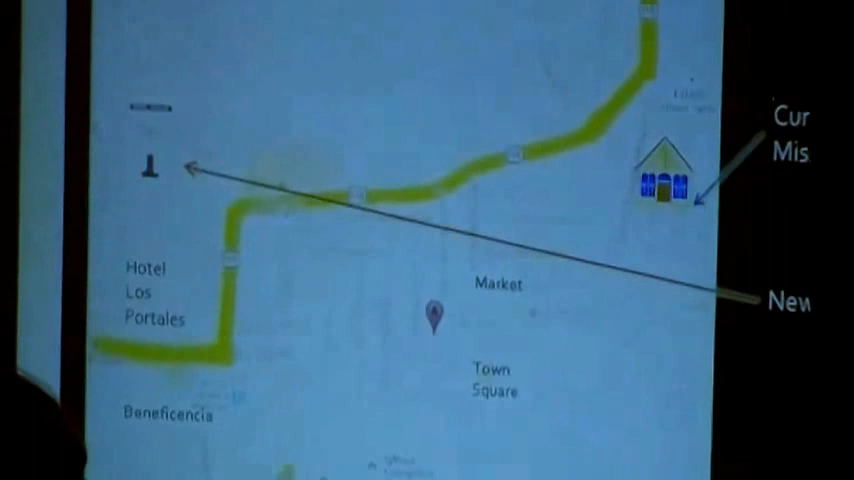 Cur
Mis
New
Hotel
Los
Portales
Market
Town
Square
Beneficencia